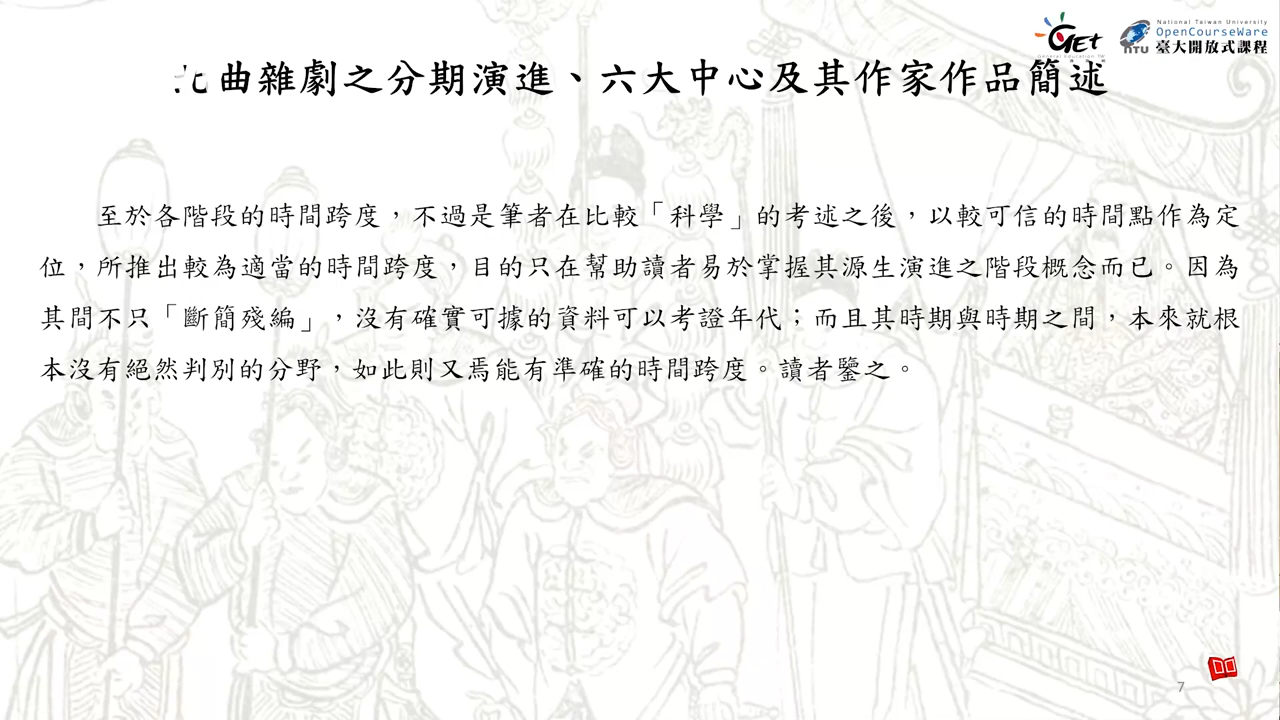 GET
National Taiwan University
OpenCourseWare
NTU 臺大開放式課程
北曲雜劇之分期演進、六大中心及其作家作品簡述
至於各階段的時間跨度，不過是筆者在比較「科學」的考述之後，以較可信的時間點作為定
位，所推出較為適當的時間跨度，目的只在幫助讀者易於掌握其源生演進之階段概念而已。因為
其間不只「斷簡殘編」，沒有確實可據的資料可以考證年代；而且其時期與時期之間，本來就根
本沒有絕然判別的分野，如此則又焉能有準確的時間跨度。讀者鑒之。
7